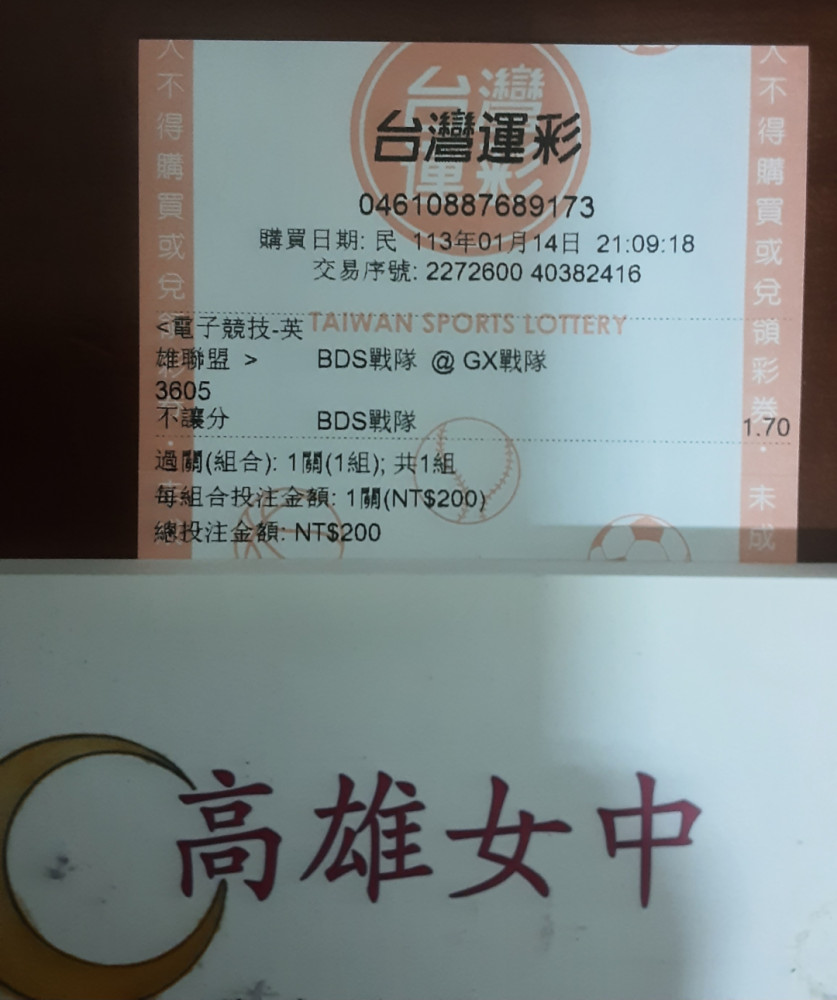 台灣運彩
台灣運彩
04610887689173
購買日期: 民 113年01月14日 21:09:18
交易序號: 2272600 40382416
TAIWAN SPORTS LOTTERY
<電子競技-英
雄聯盟 > BDS戰隊 @ GX戰隊
3605
不讓分 BDS戰隊 1.70
過關(組合): 1關(1組); 共1組
每組合投注金額: 1關(NT$200)
總投注金額: NT$200
人不得購買或兌
人不得購買或兌領彩券．未成
高雄女中